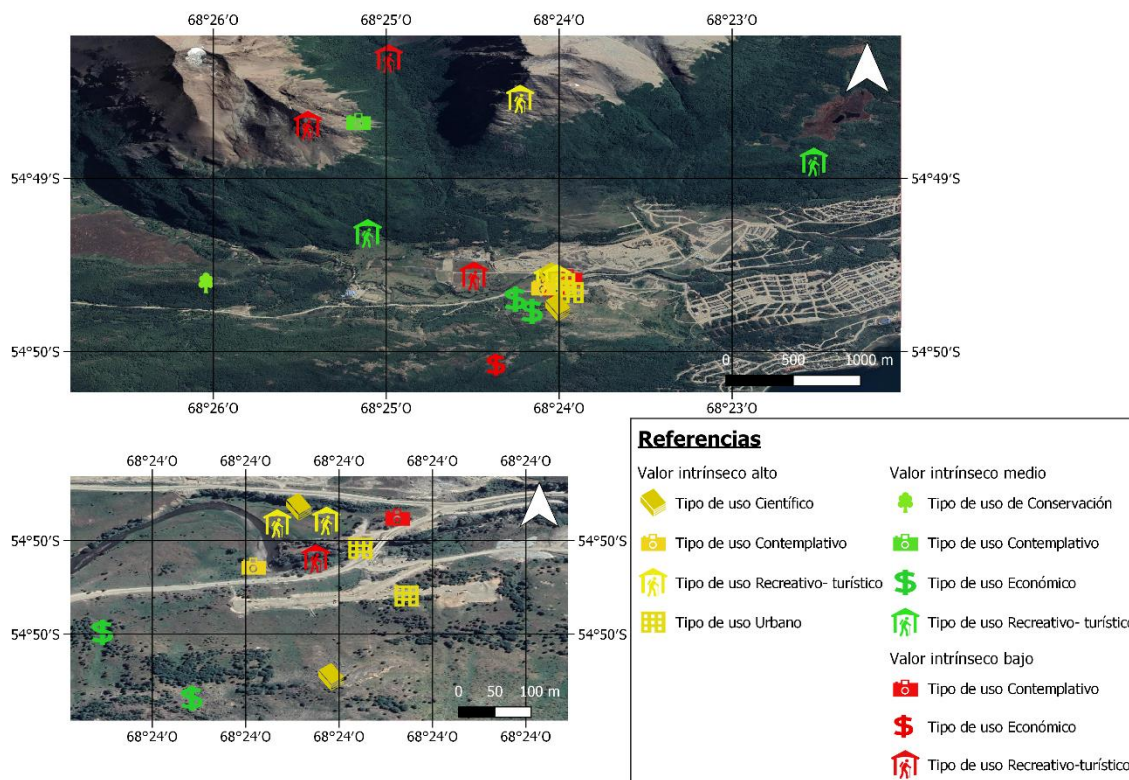 68°26'O 68°25'O 68°24'O 68°23'O
54°49'S 54°49'S
54°50'S 54°50'S
0 500 1000 m
68°26'O 68°25'O 68°24'O 68°23'O
68°24'O 68°24'O 68°24'O 68°24'O
54°50'S 54°50'S
54°50'S 54°50'S
0 50 100 m
68°24'O 68°24'O 68°24'O 68°24'O
Referencias
Valor intrínseco alto
Tipo de uso Científico
Tipo de uso Contemplativo
Tipo de uso Recreativo- turístico
Tipo de uso Urbano
Valor intrínseco medio
Tipo de uso de Conservación
Tipo de uso Contemplativo
Tipo de uso Económico
Tipo de uso Recreativo- turístico
Valor intrínseco bajo
Tipo de uso Contemplativo
Tipo de uso Económico
Tipo de uso Recreativo-turístico